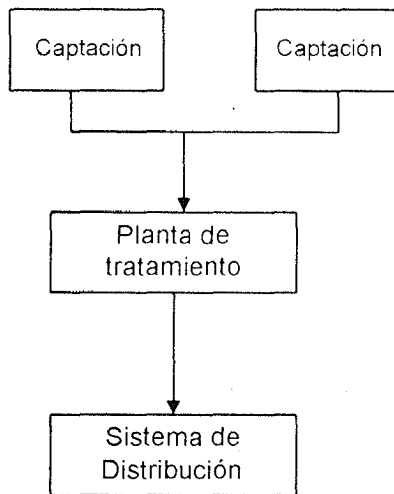 Captación
Captación
Planta de
tratamiento
Sistema de
Distribución